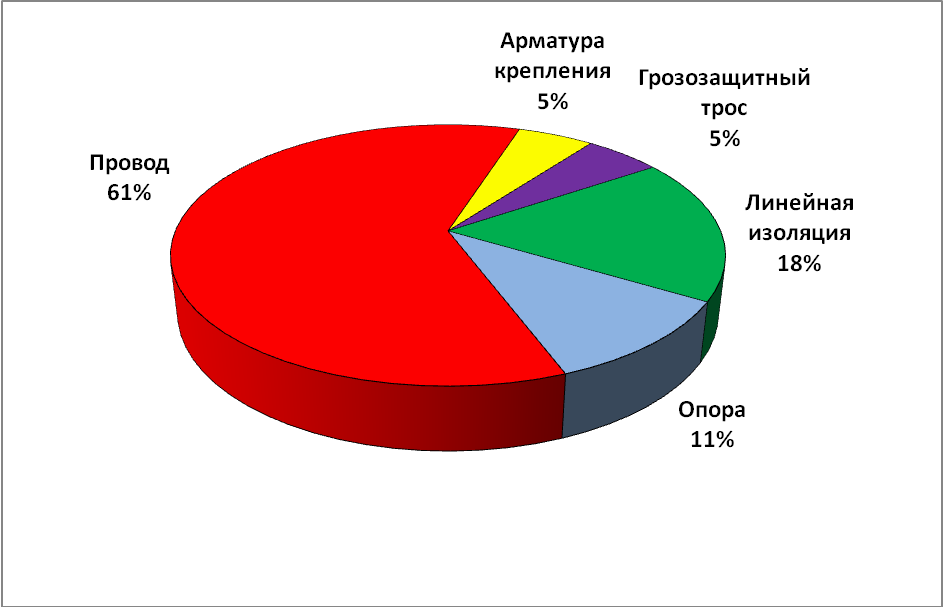 Арматура
крепления
5%
Грозозащитный
трос
5%
Провод
61%
Линейная
изоляция
18%
Опора
11%